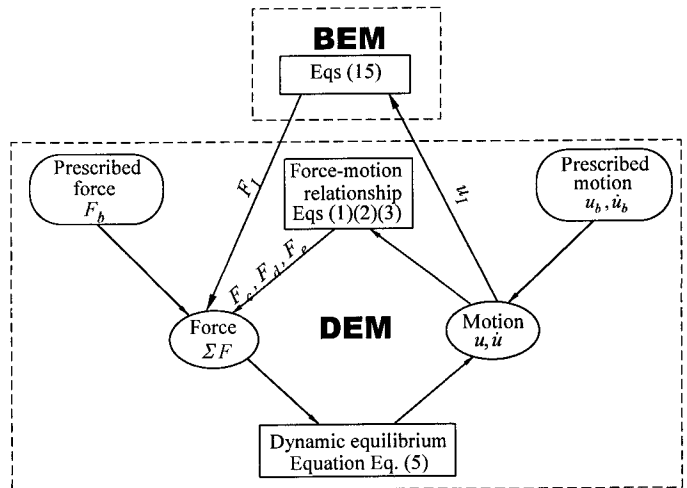 BEM
Eqs (15)
Prescribed
force
F_b
F_I
Force-motion
relationship
Eqs (1)(2)(3)
u_I
Prescribed
motion
u_b, u̇_b
F_c, F_d, F_e
Force
ΣF
DEM
Motion
u, u̇
Dynamic equilibrium
Equation Eq. (5)